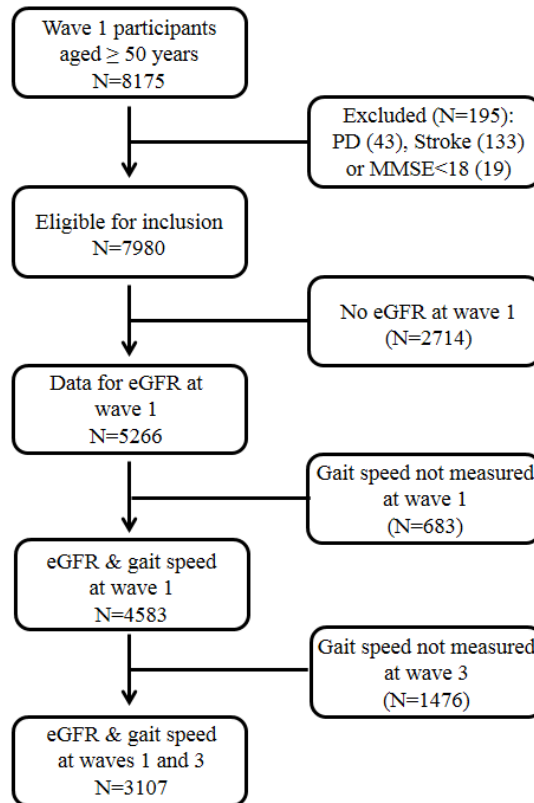 Wave 1 participants
aged ≥ 50 years
N=8175
Excluded (N=195):
PD (43), Stroke (133)
or MMSE<18 (19)
Eligible for inclusion
N=7980
No eGFR at wave 1
(N=2714)
Data for eGFR at
wave 1
N=5266
Gait speed not measured
at wave 1
(N=683)
eGFR & gait speed
at wave 1
N=4583
Gait speed not measured
at wave 3
(N=1476)
eGFR & gait speed
at waves 1 and 3
N=3107